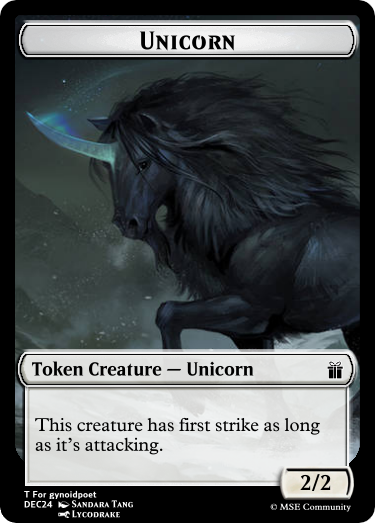 UNICORN
Token Creature — Unicorn
This creature has first strike as long
as it's attacking.
2/2
T For gynoidpoet
DEC24 SANDARA TANG
LYCODRAKE
© MSE Community